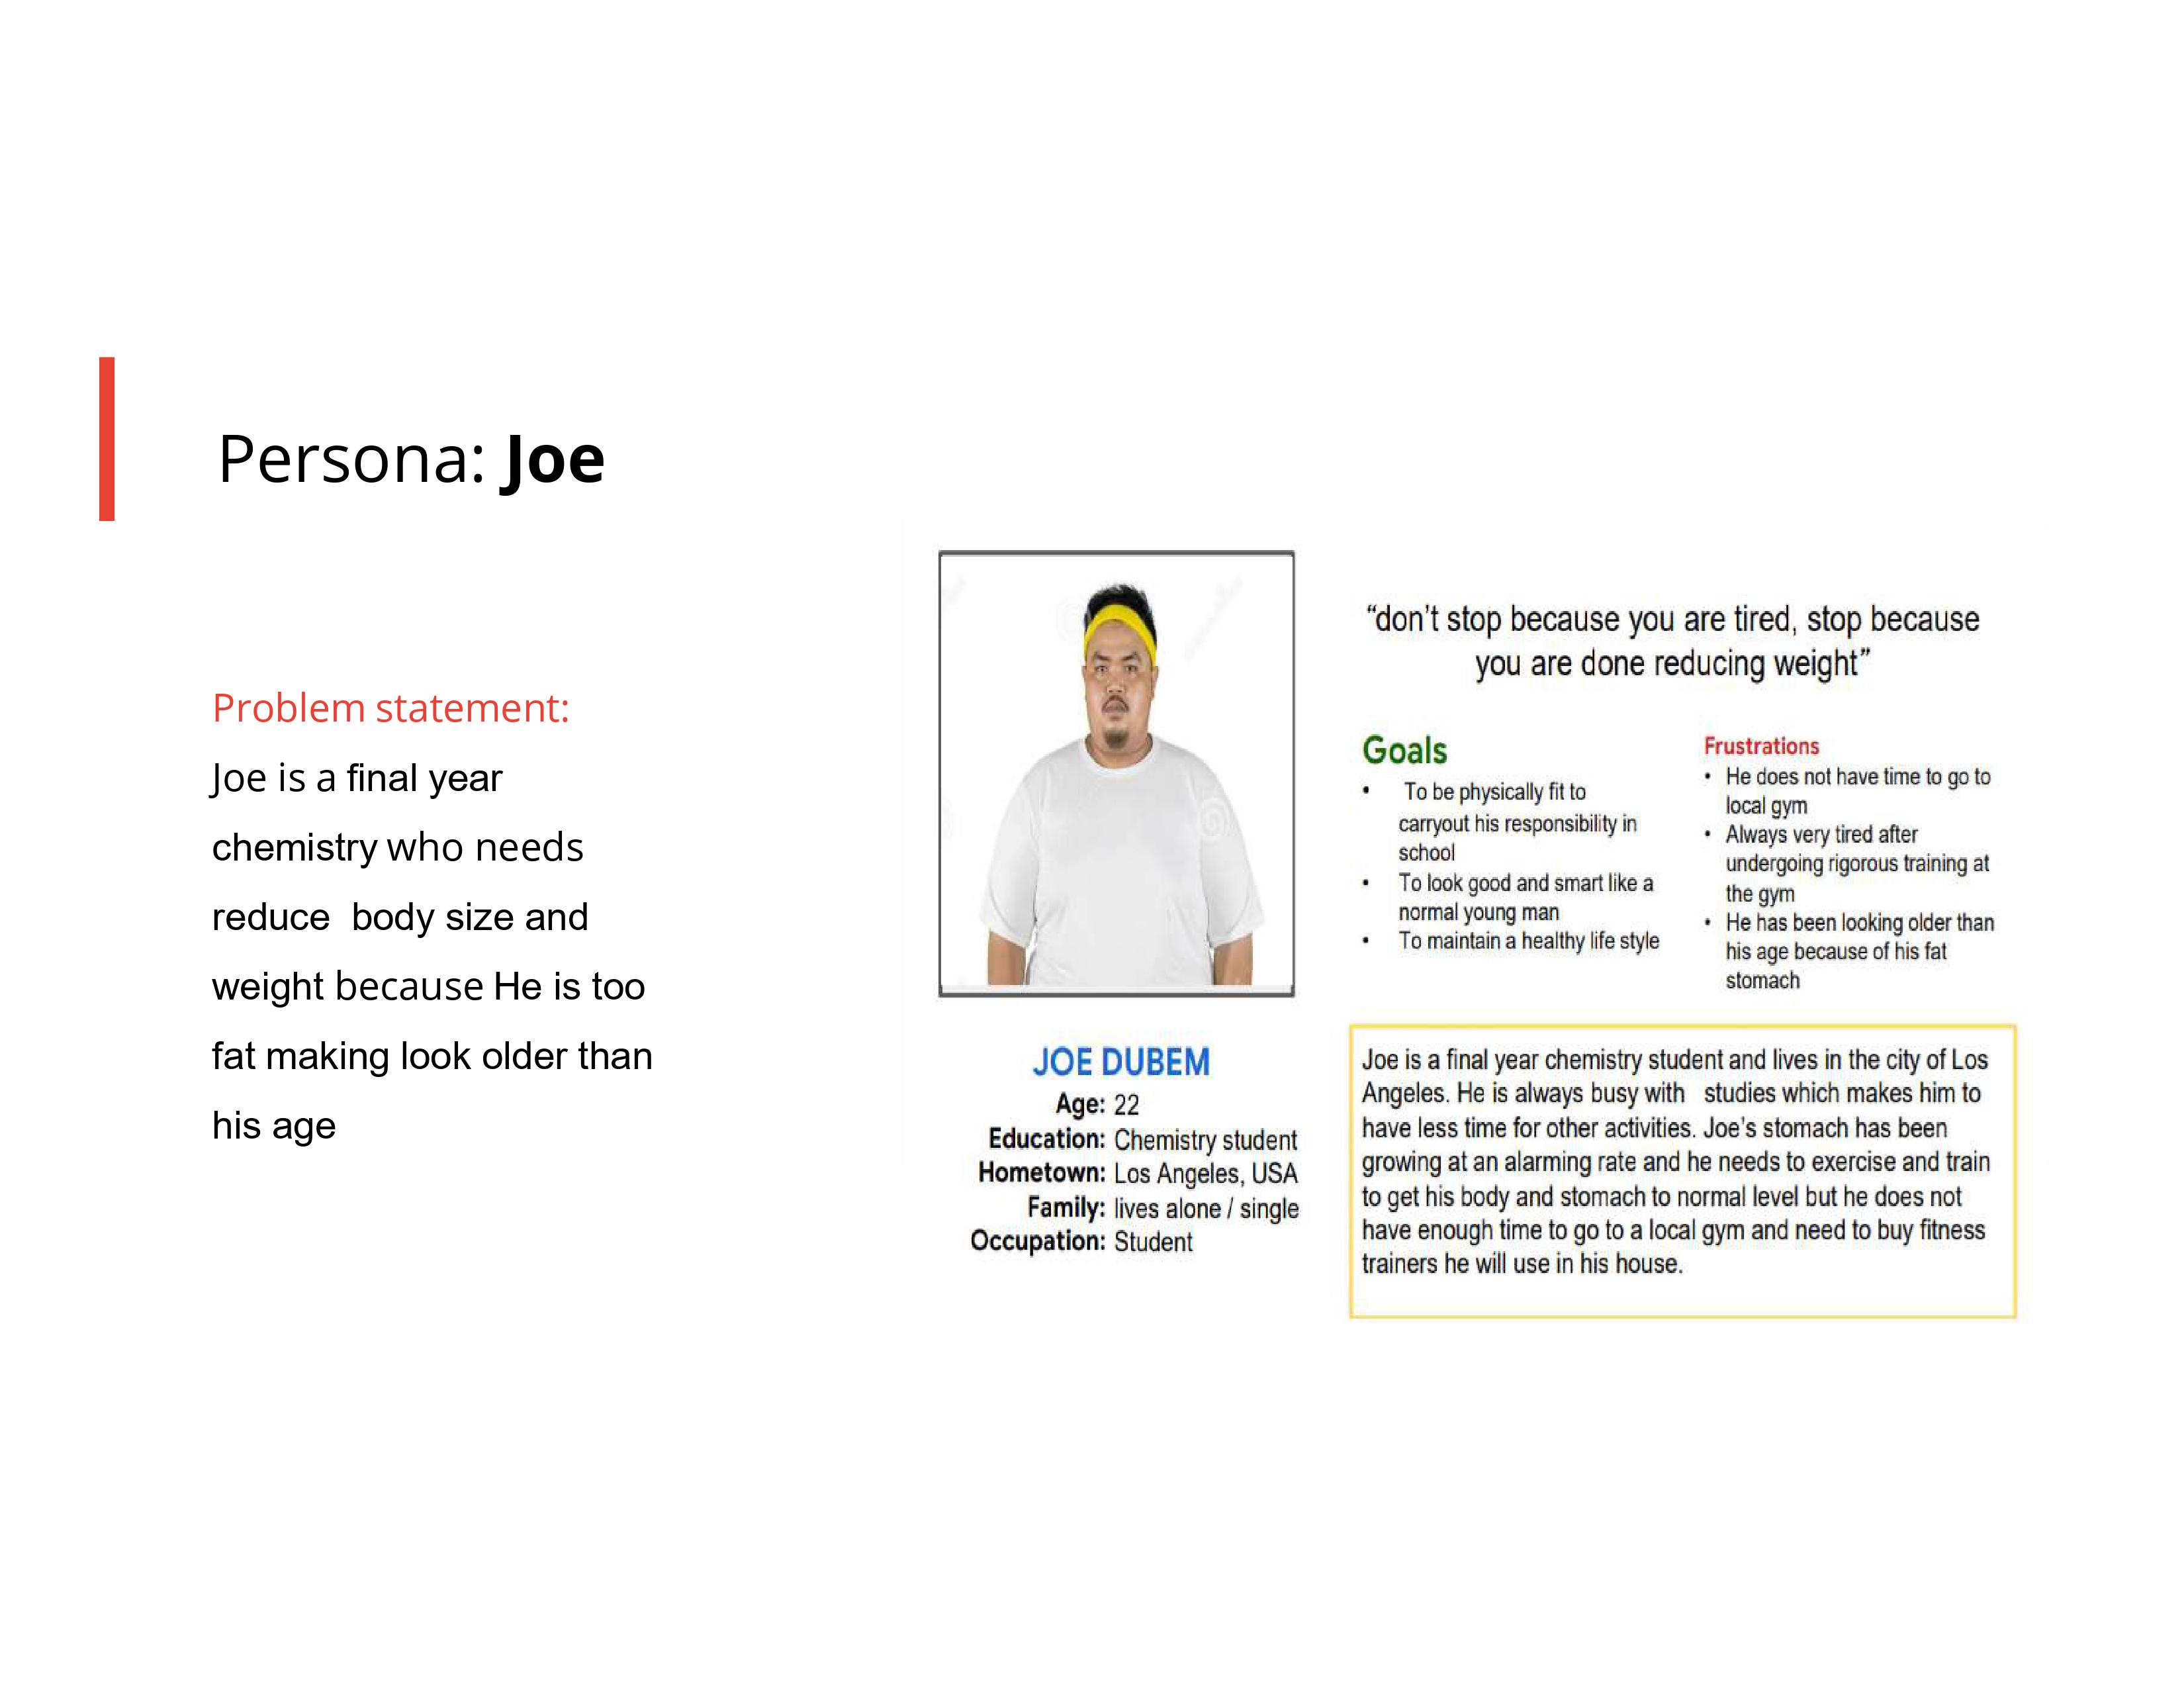 Persona: Joe
Problem statement:
Joe is a final year
chemistry who needs
reduce  body size and
weight because He is too
fat making look older than
his age
“don’t stop because you are tired, stop because
you are done reducing weight”
Goals
• To be physically fit to
carryout his responsibility in
school
• To look good and smart like a
normal young man
• To maintain a healthy life style
Frustrations
• He does not have time to go to
local gym
• Always very tired after
undergoing rigorous training at
the gym
• He has been looking older than
his age because of his fat
stomach
JOE DUBEM
Age: 22
Education: Chemistry student
Hometown: Los Angeles, USA
Family: lives alone / single
Occupation: Student
Joe is a final year chemistry student and lives in the city of Los
Angeles. He is always busy with   studies which makes him to
have less time for other activities. Joe’s stomach has been
growing at an alarming rate and he needs to exercise and train
to get his body and stomach to normal level but he does not
have enough time to go to a local gym and need to buy fitness
trainers he will use in his house.